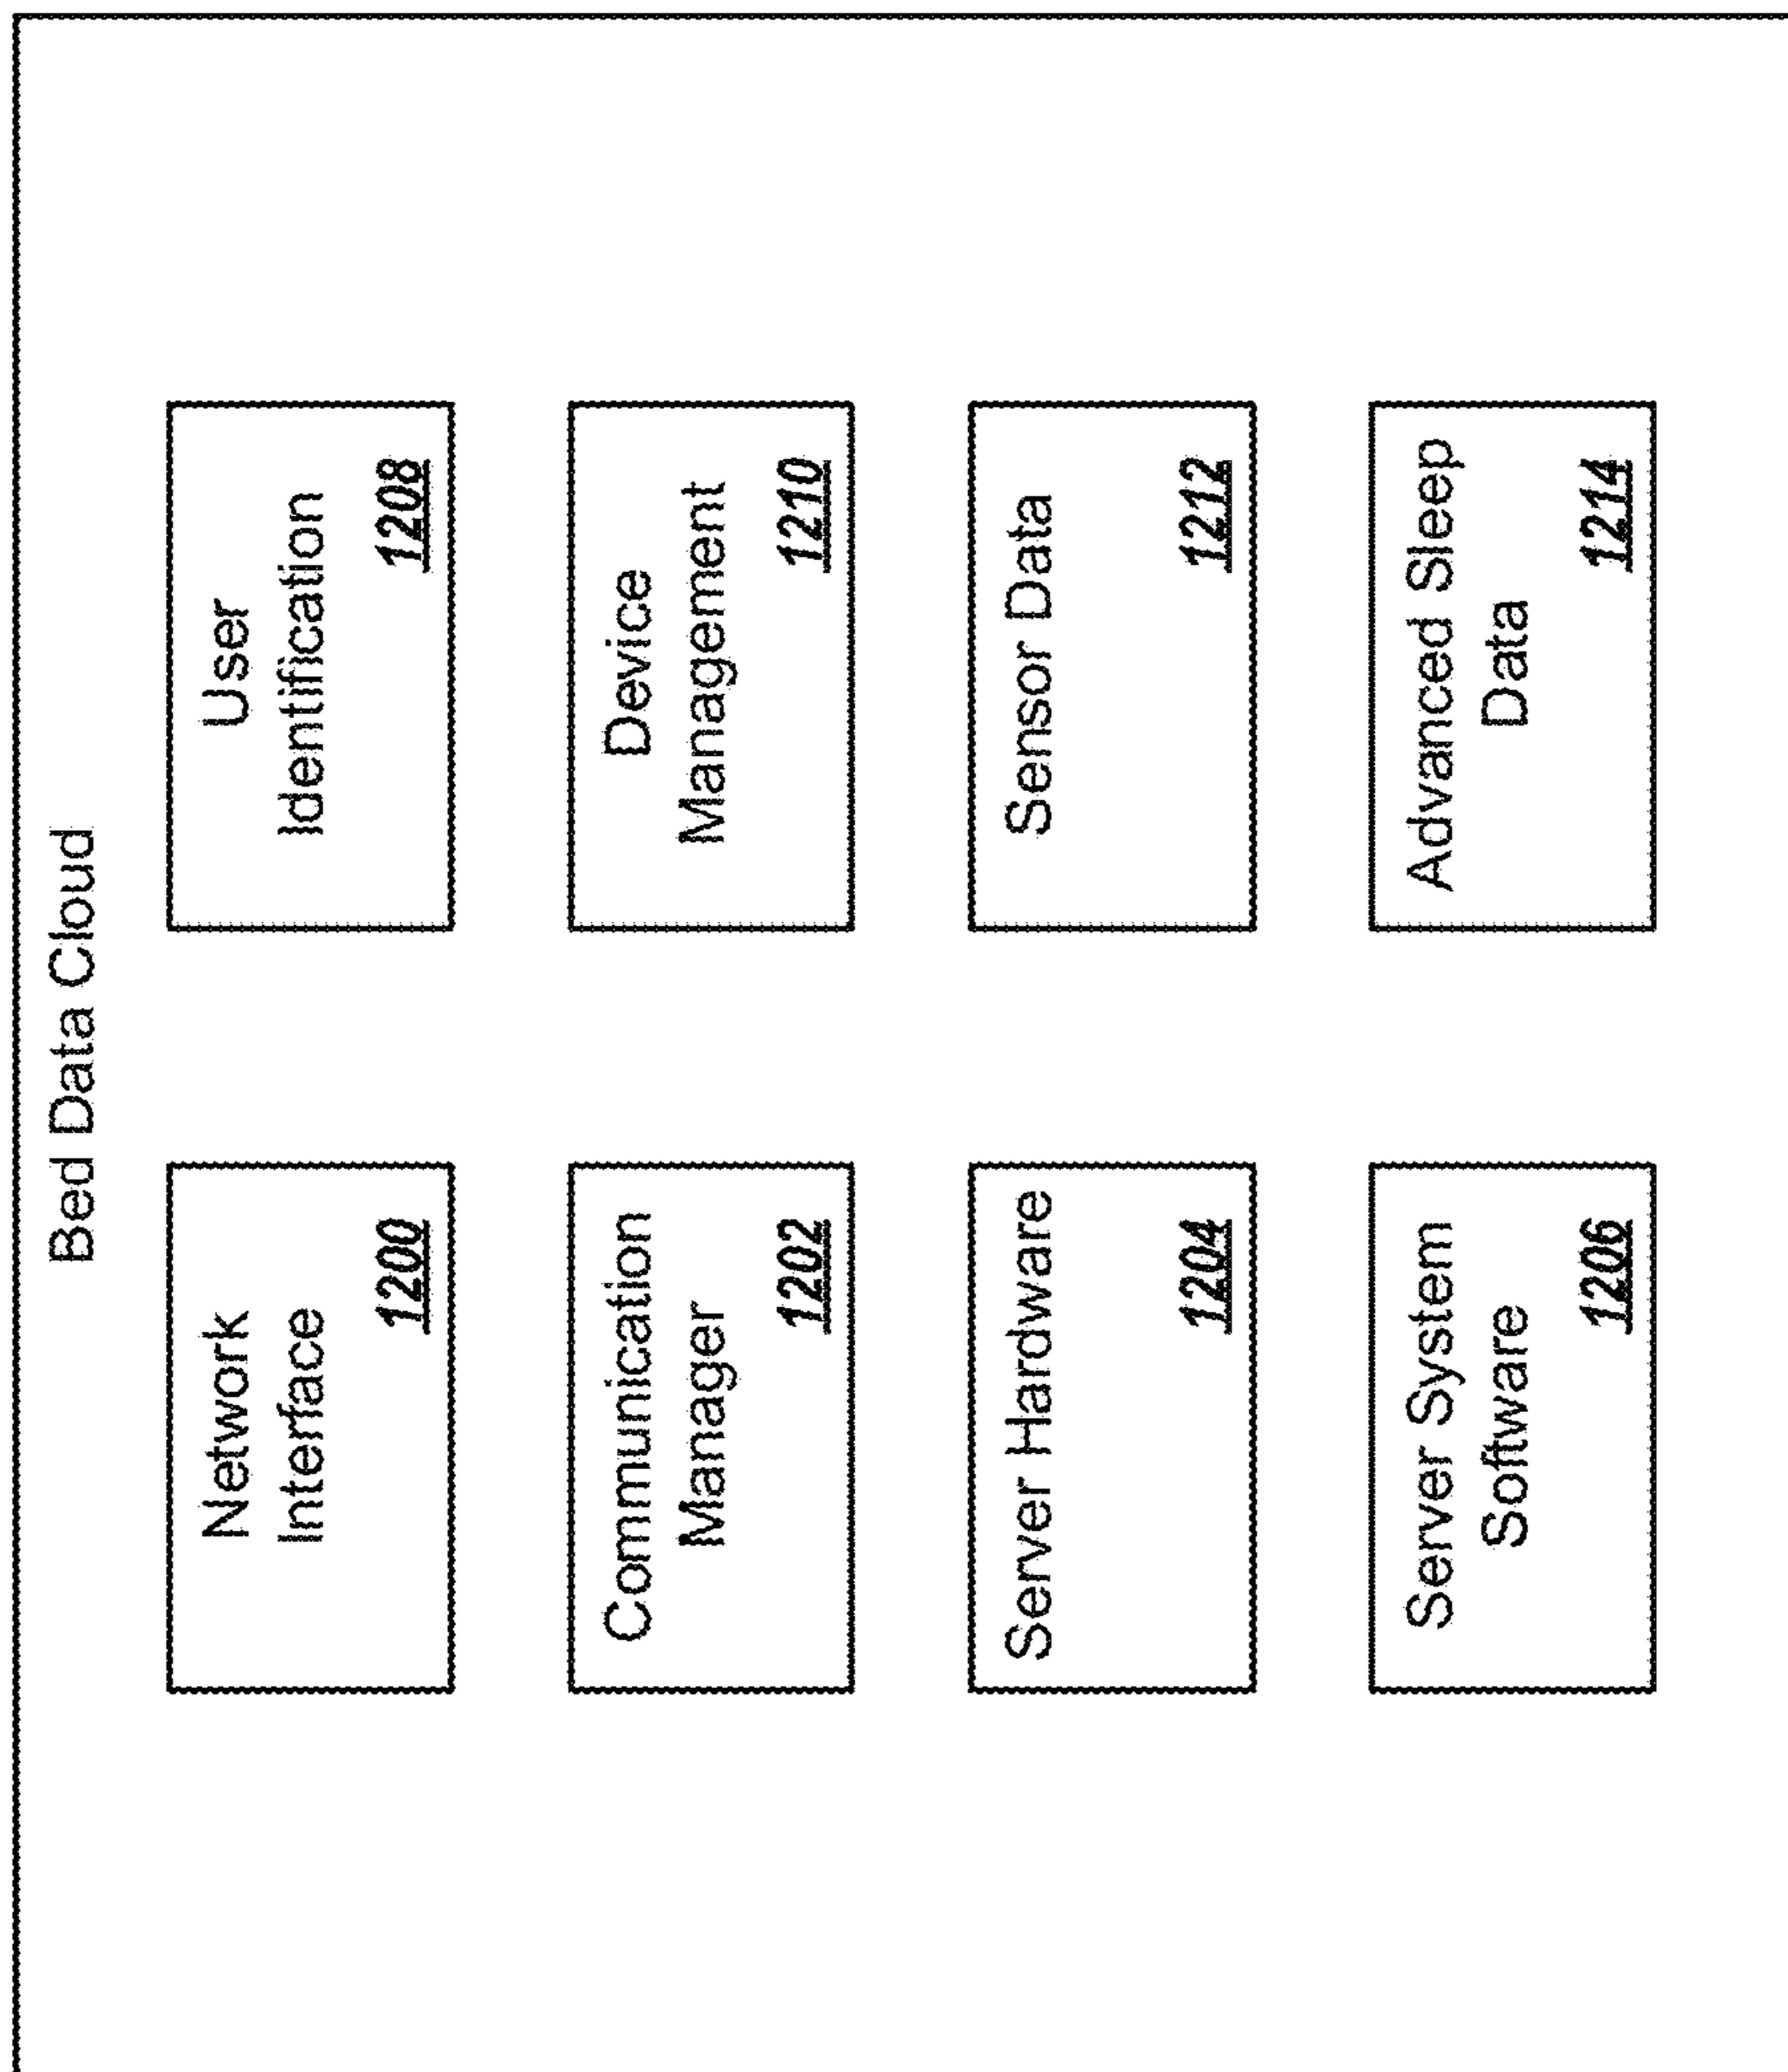 Bed Data Cloud
Network
Interface
1200
Communication
Manager
1202
Server Hardware
1204
Server System
Software
1206
User
Identification
1208
Device
Management
1210
Sensor Data
1212
Advanced Sleep
Data
1214